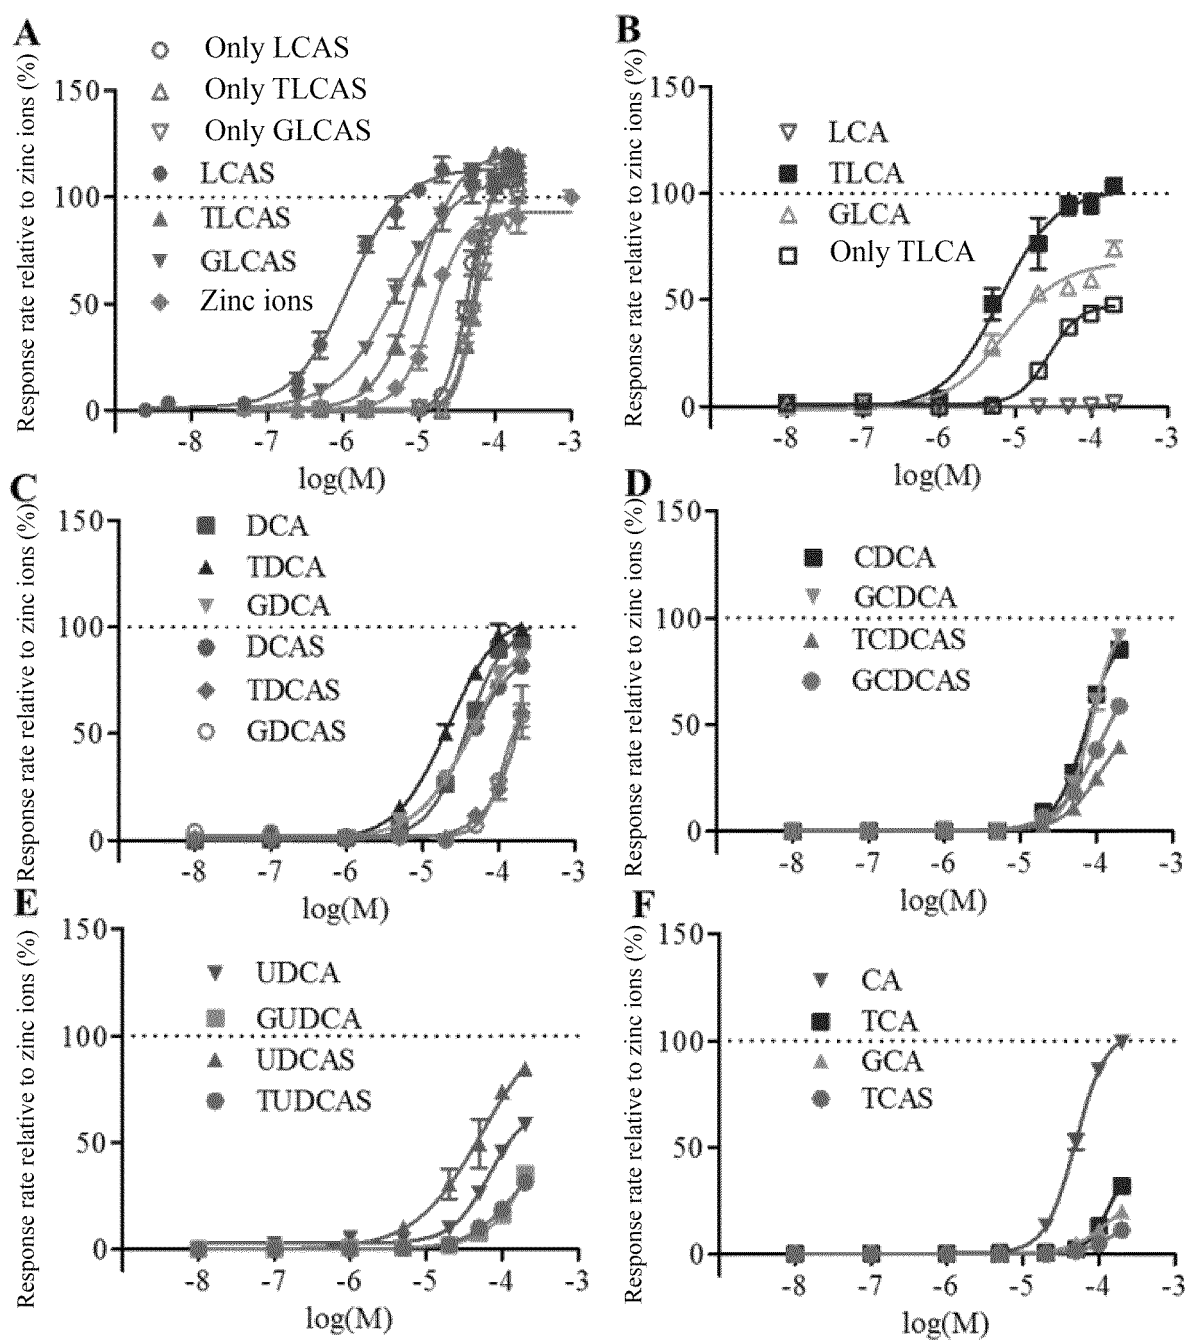 A
Response rate relative to zinc ions (%)
Only LCAS
Only TLCAS
Only GLCAS
LCAS
TLCAS
GLCAS
Zinc ions
150
100
50
0
-8
-7
-6
-5
-4
-3
log(M)
B
Response rate relative to zinc ions (%)
LCA
TLCA
GLCA
Only TLCA
150
100
50
0
-8
-7
-6
-5
-4
-3
log(M)
C
Response rate relative to zinc ions (%)
DCA
TDCA
GDCA
DCAS
TDCAS
GDCAS
150
100
50
0
-8
-7
-6
-5
-4
-3
log(M)
D
Response rate relative to zinc ions (%)
CDCA
GCDCA
TCDCAS
GCDCAS
150
100
50
0
-8
-7
-6
-5
-4
-3
log(M)
E
Response rate relative to zinc ions (%)
UDCA
GUDCA
UDCAS
TUDCAS
150
100
50
0
-8
-7
-6
-5
-4
-3
log(M)
F
Response rate relative to zinc ions (%)
CA
TCA
GCA
TCAS
150
100
50
0
-8
-7
-6
-5
-4
-3
log(M)